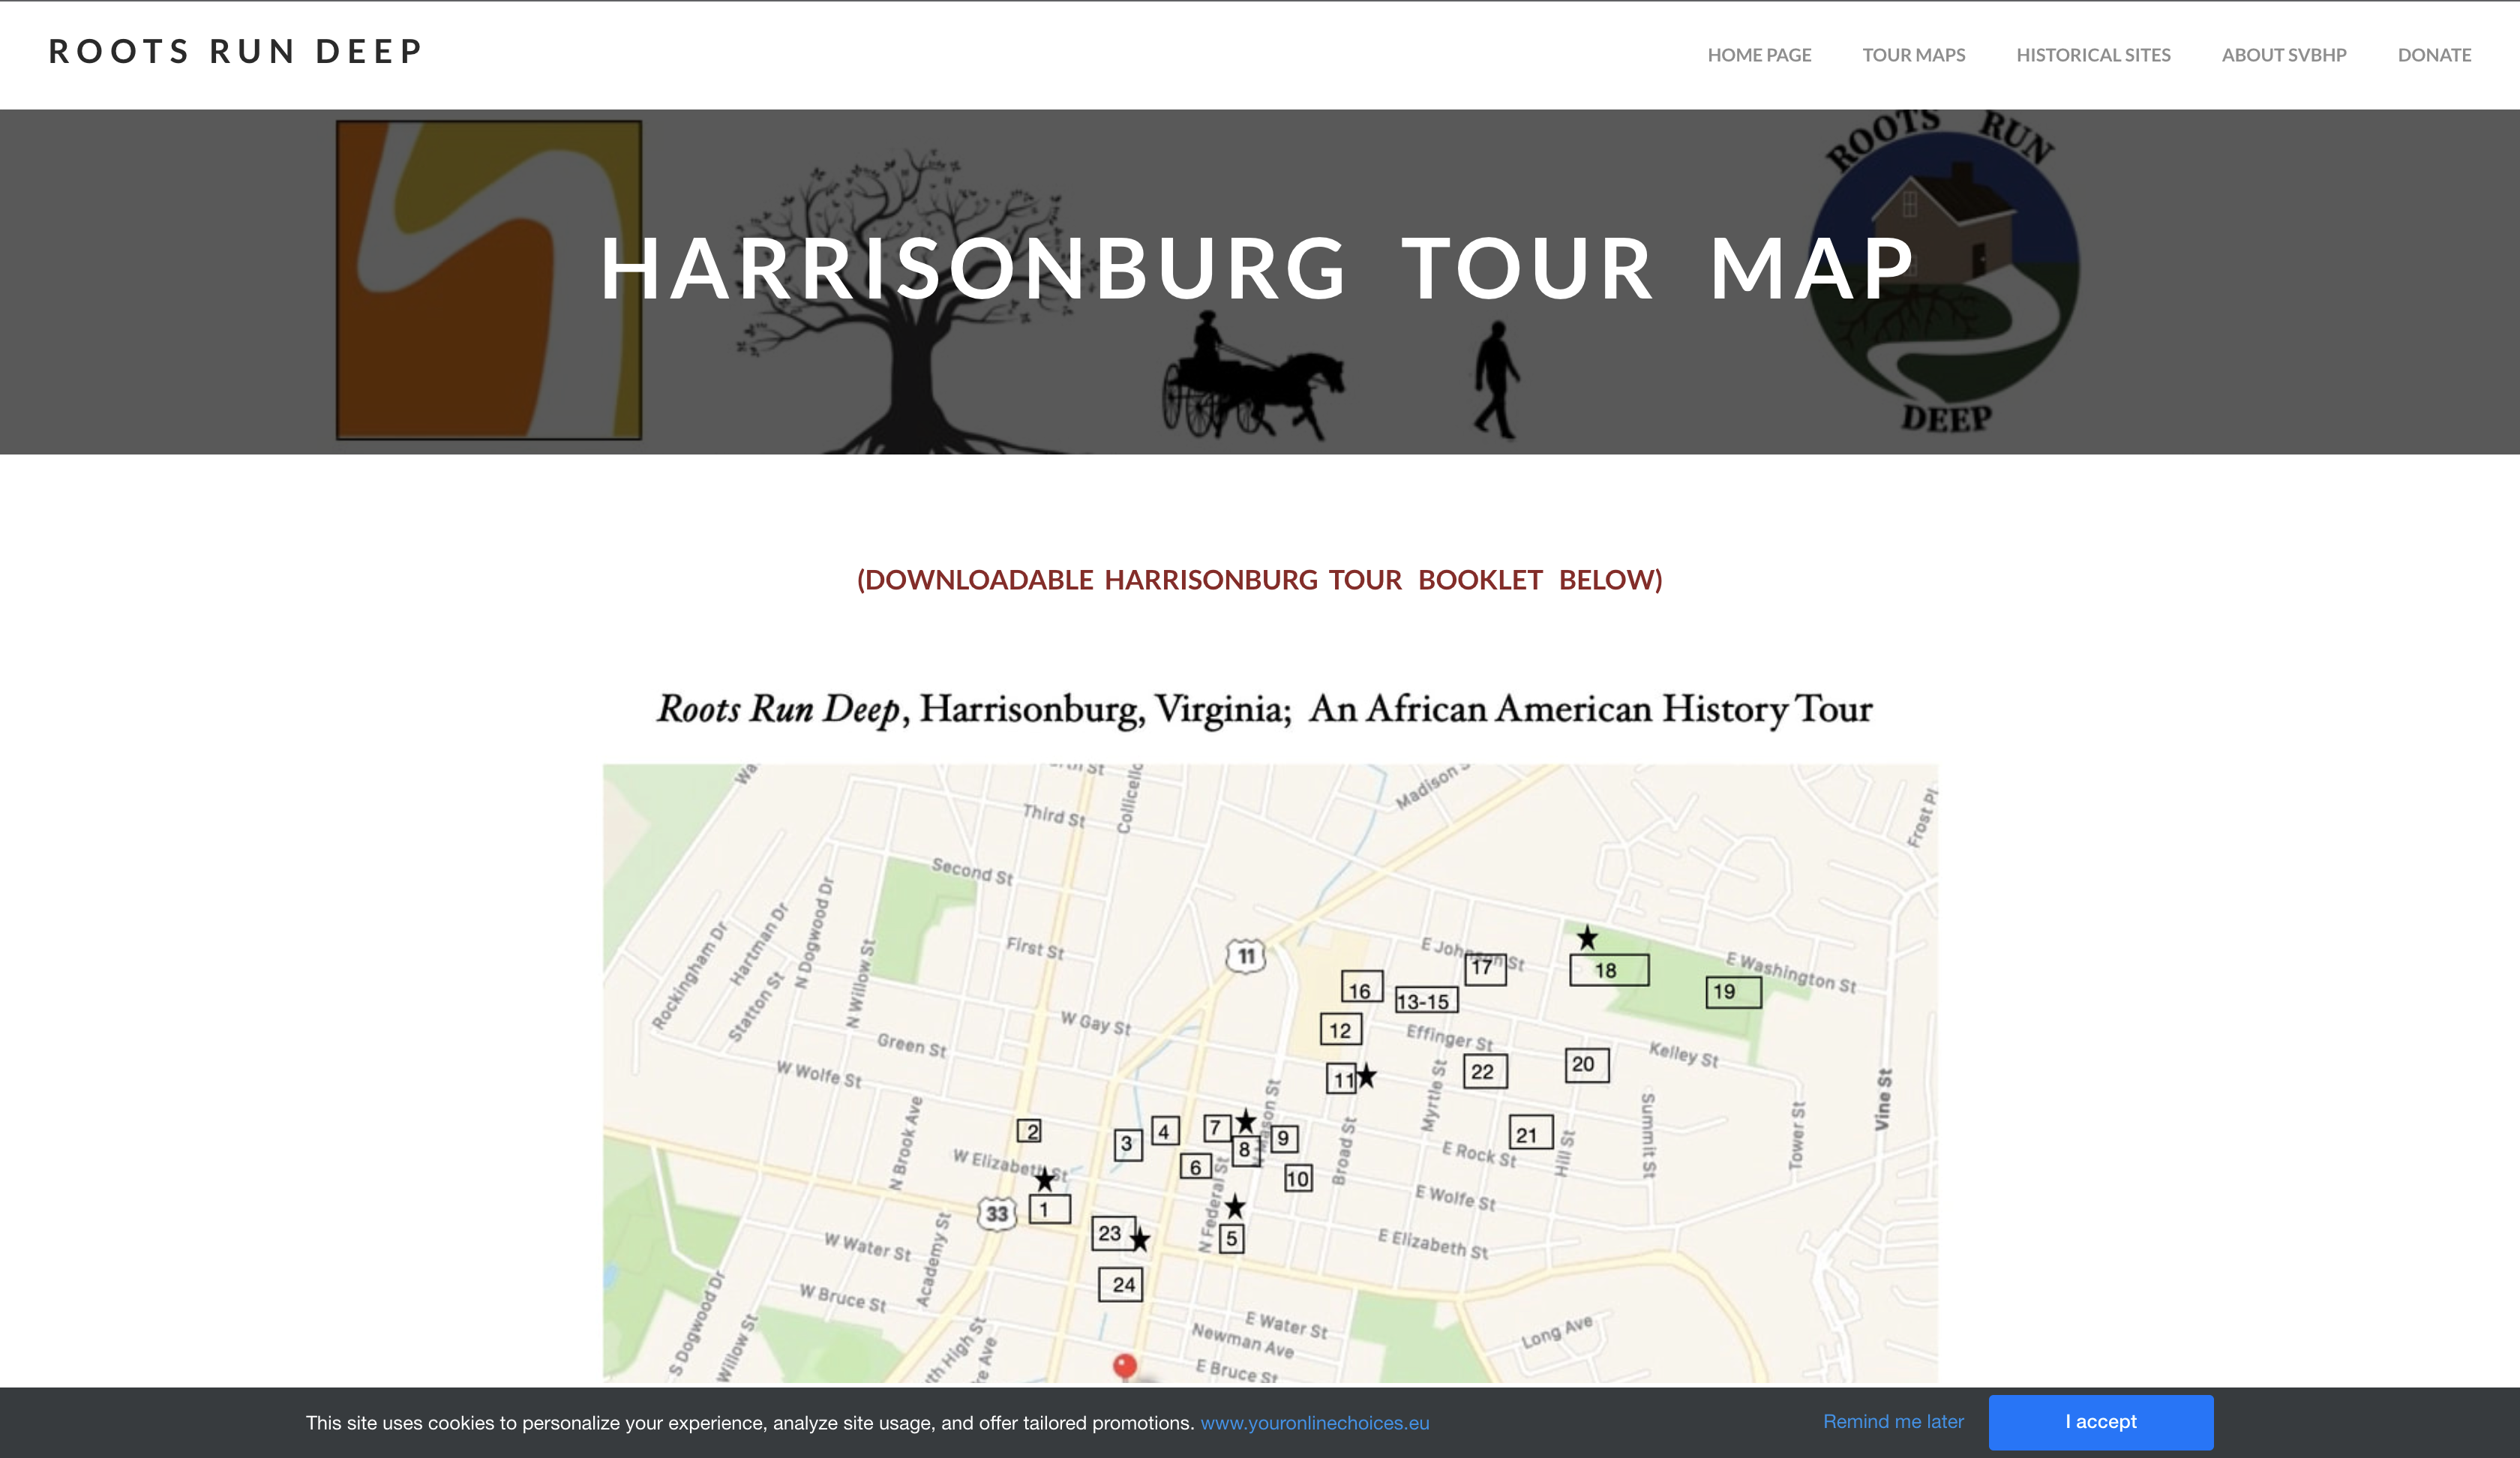 ROOTS RUN DEEP
HOME PAGE
TOUR MAPS
HISTORICAL SITES
ABOUT SVBHP
DONATE
ROOTS RUN
DEEP
HARRISONBURG TOUR MAP
(DOWNLOADABLE HARRISONBURG TOUR BOOKLET BELOW)
Roots Run Deep, Harrisonburg, Virginia; An African American History Tour
Third St
Second St
First St
Rockingham Dr
Hartman Dr
Statton St
N Dogwood Dr
N Willow St
11
E Johnson St
17
18
E Washington St
19
16
13-15
12
Effinger St
W Gay St
Green St
W Wolfe St
Kelley St
11
22
20
Myrtle St
Vine St
N Brook Ave
2
3
4
7
8
9
6
10
N Mason St
Broad St
21
Hill St
Summit St
Tower St
E Rock St
W Elizabeth St
E Wolfe St
33
1
23
5
N Federal St
E Elizabeth St
W Water St
Academy St
24
W Bruce St
S Dogwood Dr
Willow St
E Water St
Newman Ave
E Bruce St
Long Ave
This site uses cookies to personalize your experience, analyze site usage, and offer tailored promotions. www.youronlinechoices.eu
Remind me later
I accept